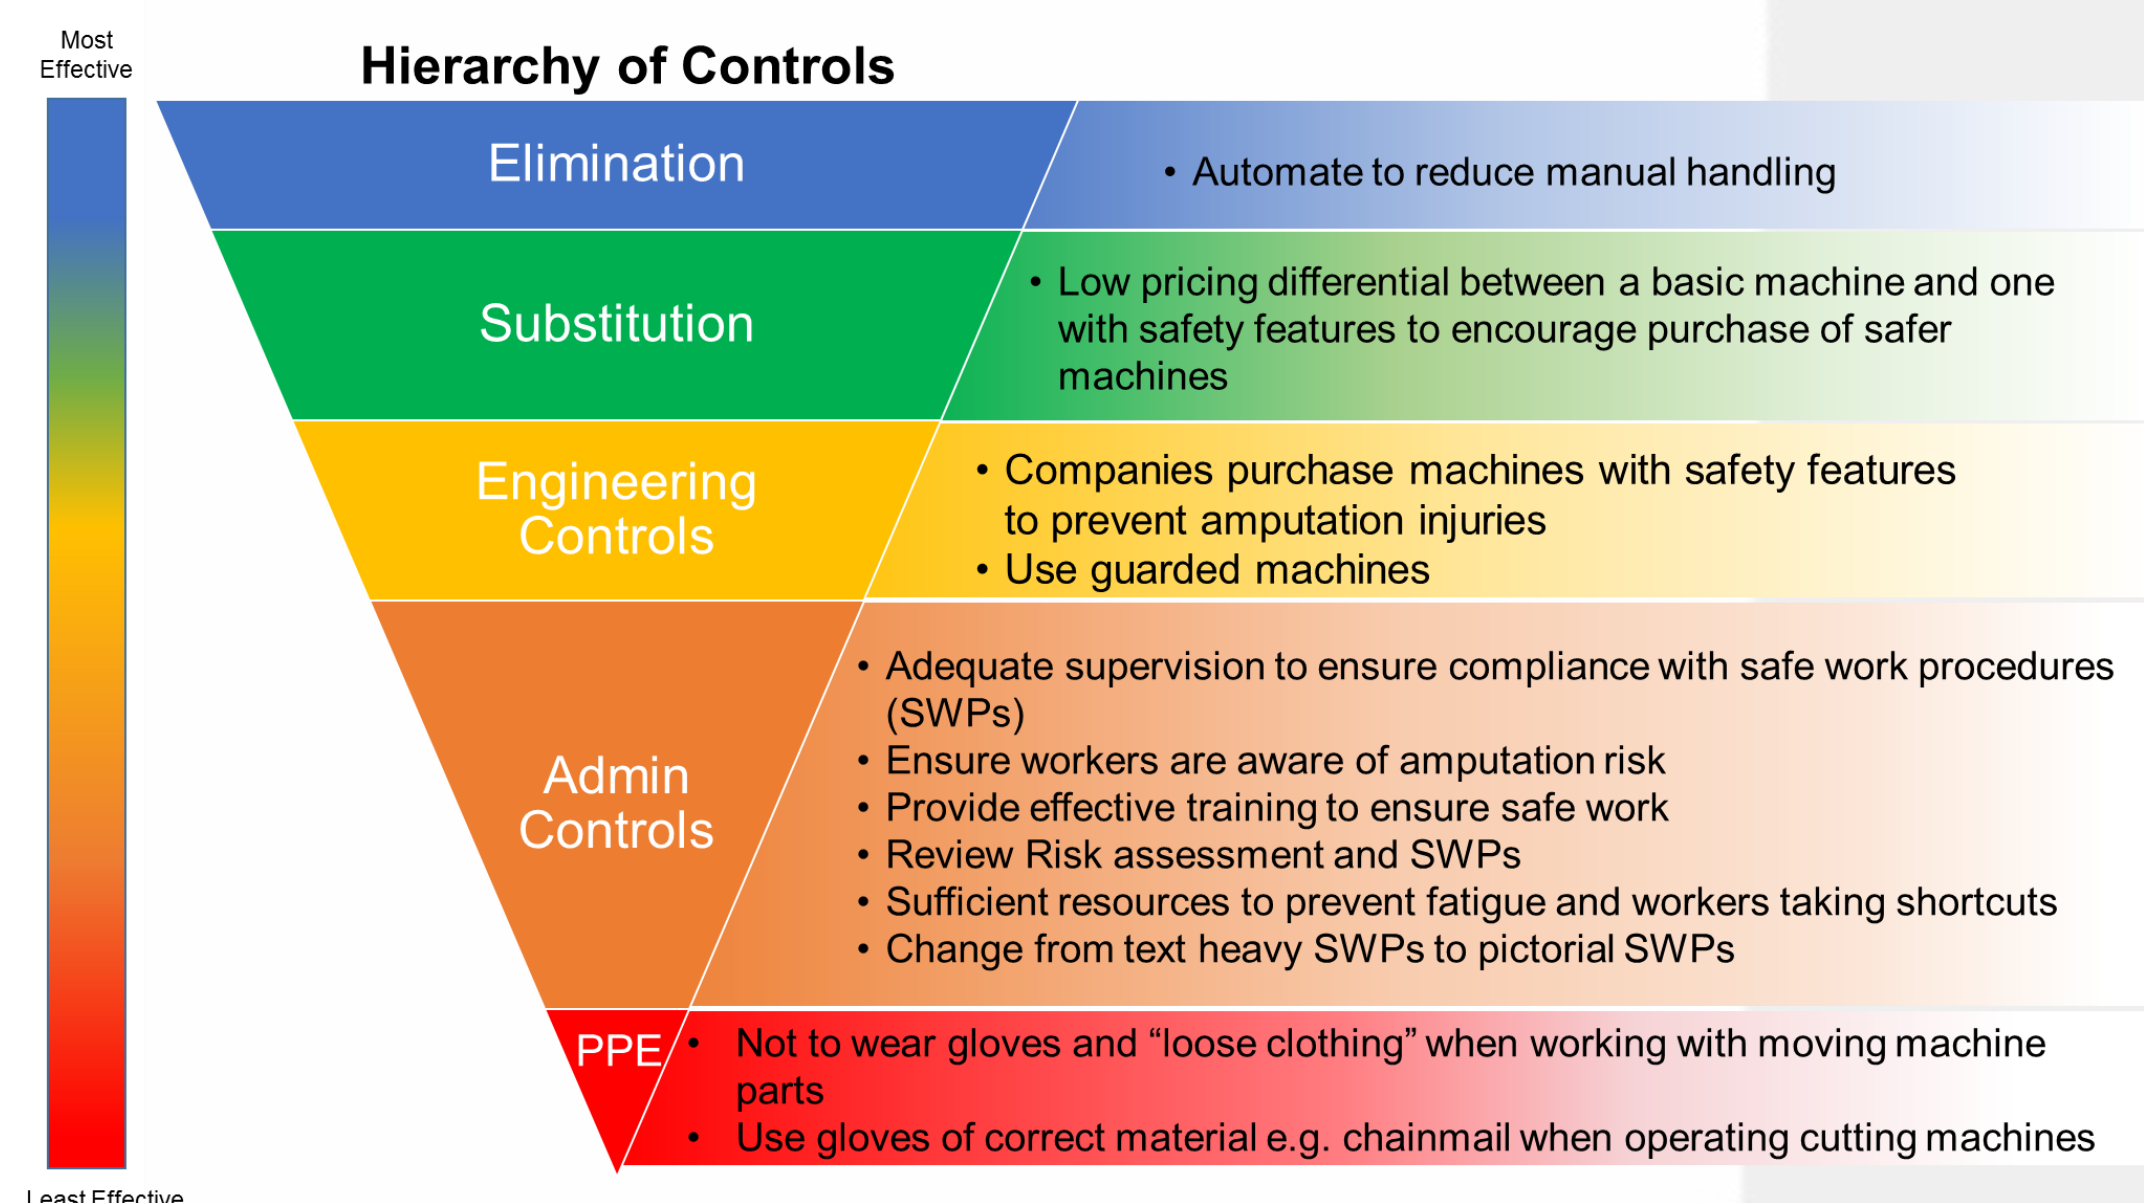 Most
Effective
Hierarchy of Controls
Elimination
• Automate to reduce manual handling
Substitution
• Low pricing differential between a basic machine and one
with safety features to encourage purchase of safer
machines
Engineering
Controls
• Companies purchase machines with safety features
to prevent amputation injuries
• Use guarded machines
Admin
Controls
• Adequate supervision to ensure compliance with safe work procedures
(SWPs)
• Ensure workers are aware of amputation risk
• Provide effective training to ensure safe work
• Review Risk assessment and SWPs
• Sufficient resources to prevent fatigue and workers taking shortcuts
• Change from text heavy SWPs to pictorial SWPs
PPE
• Not to wear gloves and “loose clothing” when working with moving machine
parts
• Use gloves of correct material e.g. chainmail when operating cutting machines
Least Effective